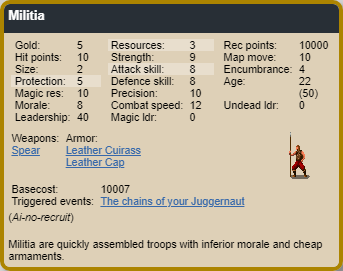 Militia
Gold: 5 Resources: 3 Rec points: 10000
Hit points: 10 Strength: 9 Map move: 10
Size: 2 Attack skill: 8 Encumbrance: 4
Protection: 5 Defence skill: 8 Age: 22
Magic res: 10 Precision: 10 (50)
Morale: 8 Combat speed: 12 Undead ldr: 0
Leadership: 40 Magic ldr: 0
Weapons: Armor:
Spear Leather Cuirass
Leather Cap
Basecost: 10007
Triggered events: The chains of your Juggernaut
(Ai-no-recruit)
Militia are quickly assembled troops with inferior morale and cheap
armaments.